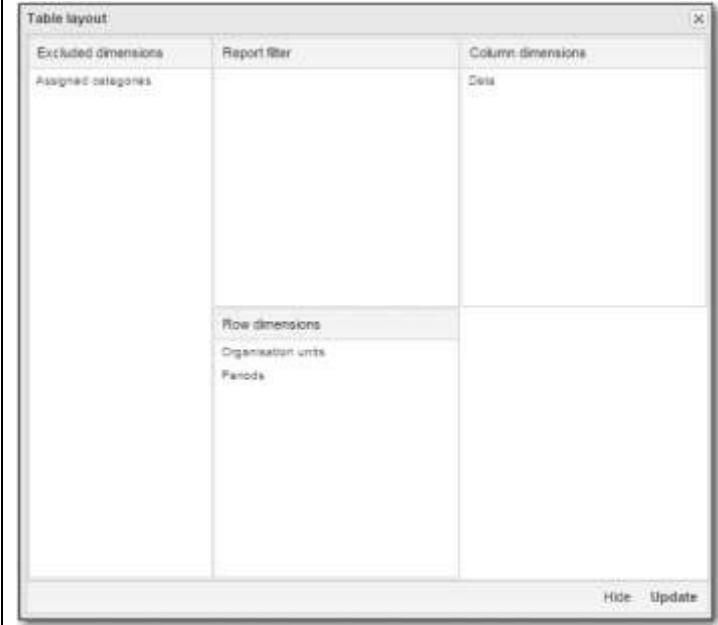 Table layout
Excluded dimensions
Assigned categories
Report filter
Column dimensions
Data
Row dimensions
Organisation units
Periods
Hide Update